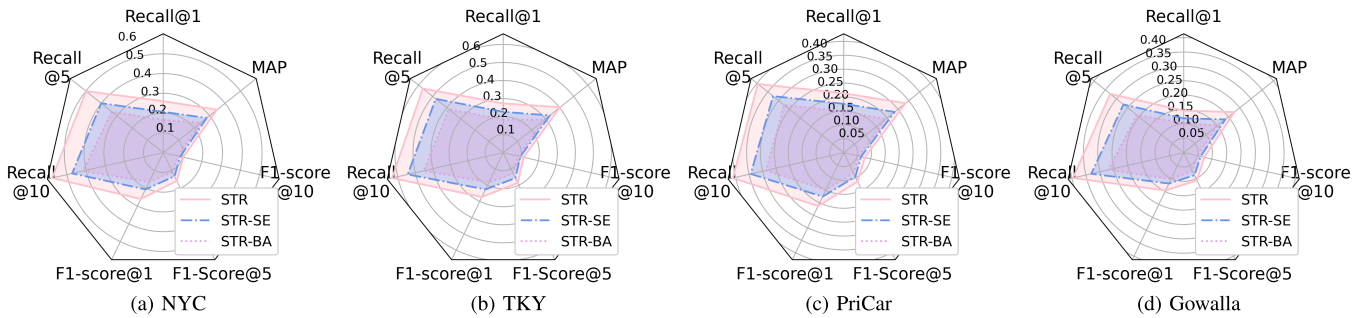 Recall@1
0.6
0.5
0.4
0.3
0.2
0.1
Recall
@5
MAP
Recall
@10
F1-score
@10
STR
STR-SE
STR-BA
F1-score@1
F1-Score@5
(a) NYC
Recall@1
0.6
0.5
0.4
0.3
0.2
0.1
Recall
@5
MAP
Recall
@10
F1-score
@10
STR
STR-SE
STR-BA
F1-score@1
F1-Score@5
(b) TKY
Recall@1
0.40
0.35
0.30
0.25
0.20
0.15
0.10
0.05
Recall
@5
MAP
Recall
@10
F1-score
@10
STR
STR-SE
STR-BA
F1-score@1
F1-Score@5
(c) PriCar
Recall@1
0.40
0.35
0.30
0.25
0.20
0.15
0.10
0.05
Recall
@5
MAP
Recall
@10
F1-score
@10
STR
STR-SE
STR-BA
F1-score@1
F1-Score@5
(d) Gowalla